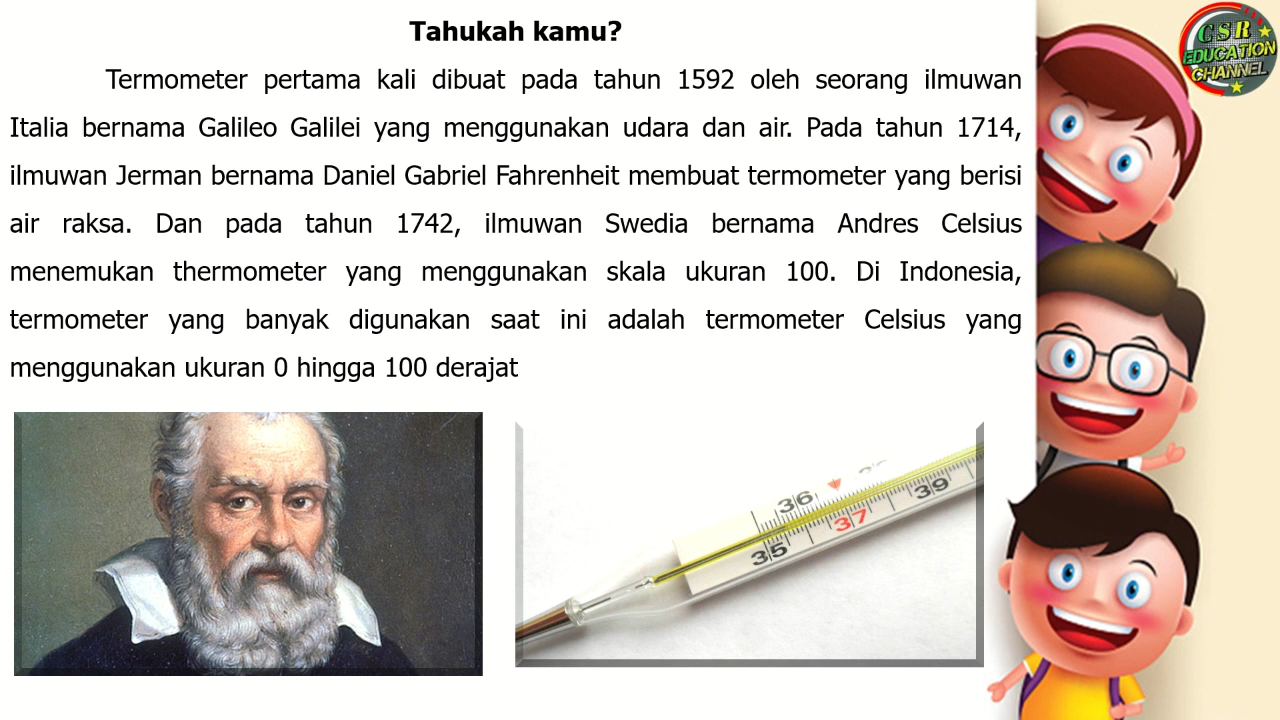 Tahukah kamu?
Termometer pertama kali dibuat pada tahun 1592 oleh seorang ilmuwan
Italia bernama Galileo Galilei yang menggunakan udara dan air. Pada tahun 1714,
ilmuwan Jerman bernama Daniel Gabriel Fahrenheit membuat termometer yang berisi
air raksa. Dan pada tahun 1742, ilmuwan Swedia bernama Andres Celsius
menemukan thermometer yang menggunakan skala ukuran 100. Di Indonesia,
termometer yang banyak digunakan saat ini adalah termometer Celsius yang
menggunakan ukuran 0 hingga 100 derajat
CSR
EDUCATION
CHANNEL
36
35
37
39